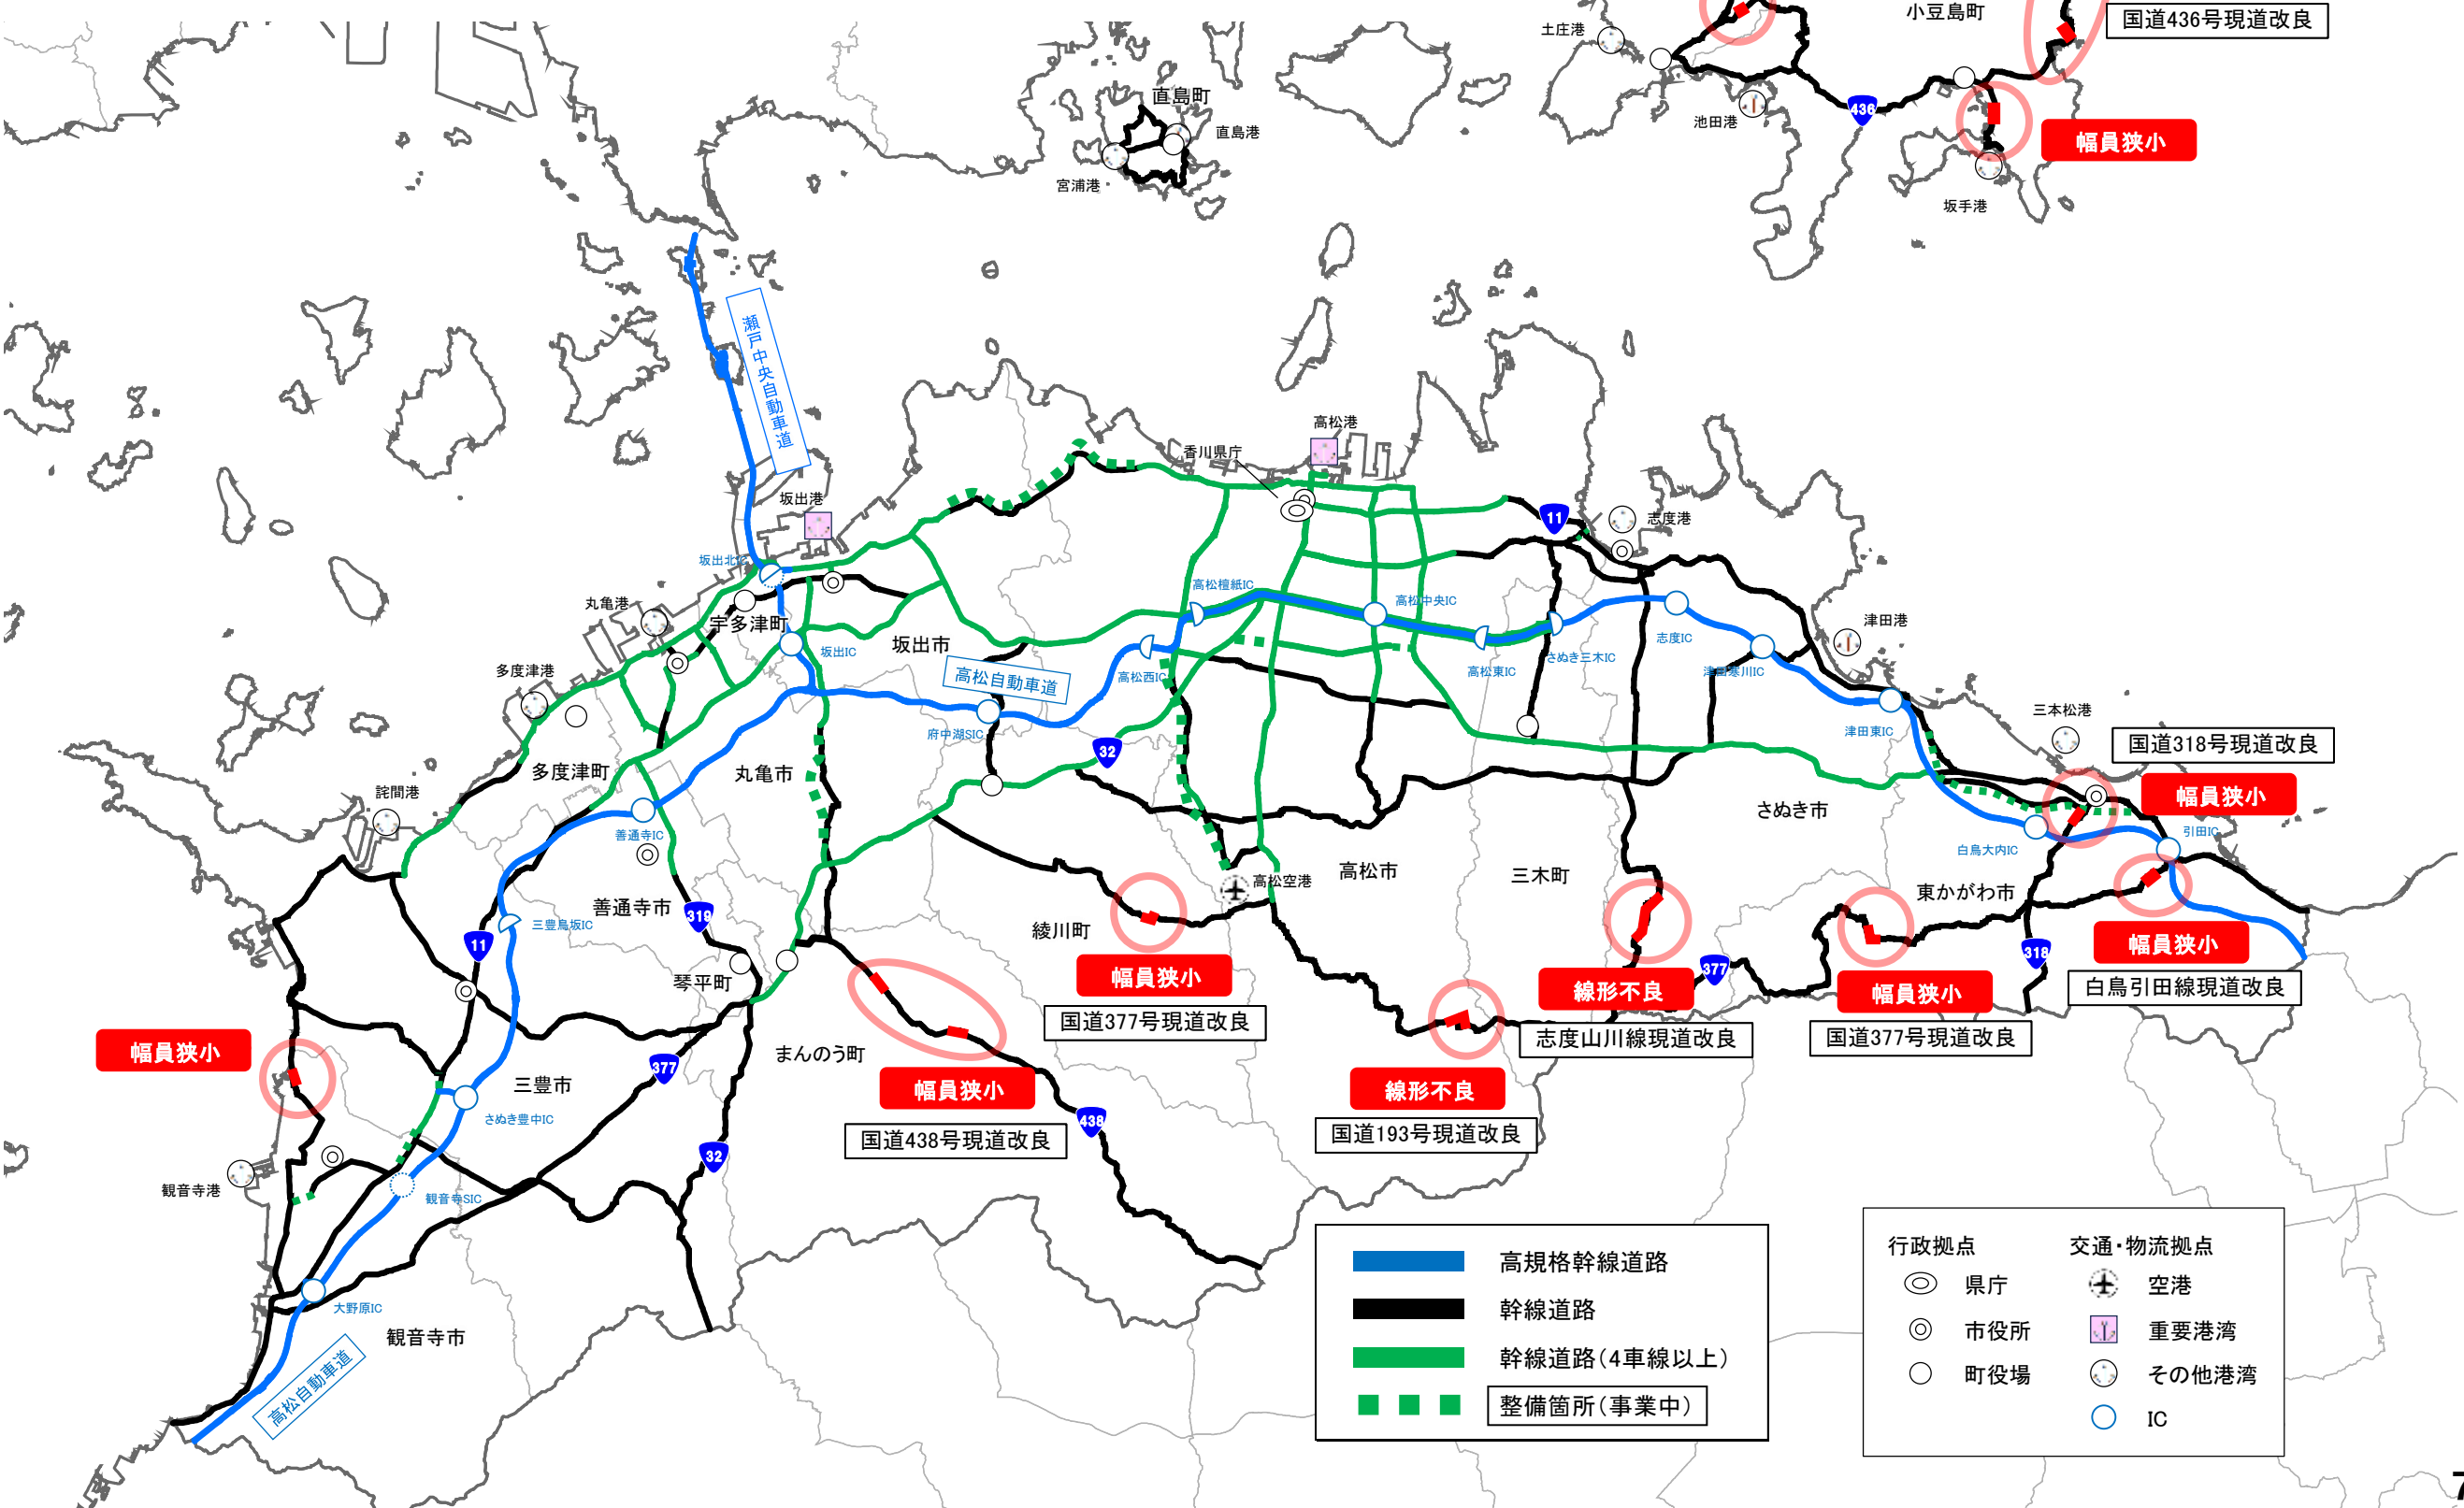 小豆島町
国道436号現道改良
土庄港
池田港
436
幅員狭小
坂手港
直島町
直島港
宮浦港
瀬戸中央自動車道
高松港
香川県庁
坂出港
11
志度港
坂出北IC
丸亀港
宇多津町
坂出IC
坂出市
高松檀紙IC
高松中央IC
高松西IC
高松東IC
さぬき三木IC
志度IC
津田寒川IC
津田港
津田東IC
三本松港
国道318号現道改良
幅員狭小
多度津港
高松自動車道
府中湖SIC
32
多度津町
丸亀市
詫間港
善通寺IC
さぬき市
引田IC
白鳥大内IC
高松空港
高松市
三木町
東かがわ市
善通寺市
319
三豊鳥坂IC
11
綾川町
幅員狭小
国道377号現道改良
線形不良
志度山川線現道改良
377
幅員狭小
国道377号現道改良
318
幅員狭小
白鳥引田線現道改良
琴平町
まんのう町
幅員狭小
三豊市
377
さぬき豊中IC
幅員狭小
国道438号現道改良
438
線形不良
国道193号現道改良
32
観音寺港
観音寺SIC
大野原IC
観音寺市
高松自動車道
高規格幹線道路
幹線道路
幹線道路(4車線以上)
整備箇所(事業中)
行政拠点
交通・物流拠点
県庁
空港
市役所
重要港湾
町役場
その他港湾
IC